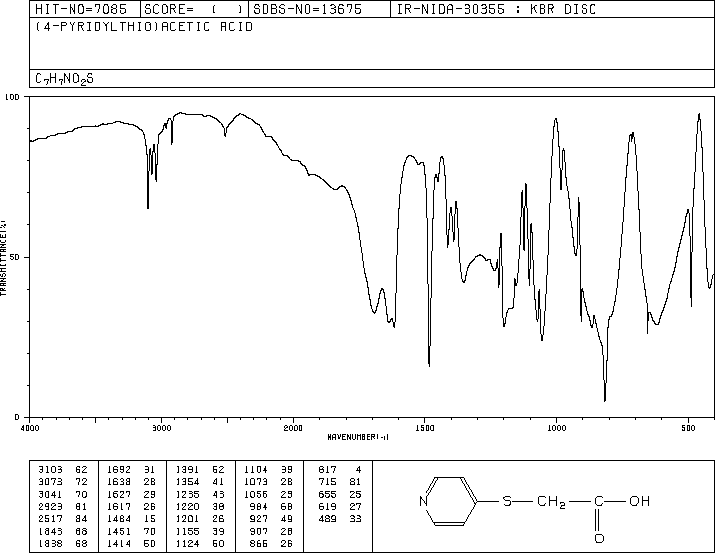 HIT-NO=7085 SCORE= ( ) SDBS-NO=13675 IR-NIDA-30355 : KBR DISC
(4-PYRIDYLTHIO)ACETIC ACID
C7H7NO2S
100
50
0
TRANSMITTANCE(%)
4000 3000 2000 1500 1000 500
WAVENUMBER(-1)
3103 62 1692 31 1391 52 1104 39 817 4
3073 72 1638 28 1354 41 1073 28 715 81
3041 70 1627 29 1235 43 1056 23 655 25
2923 81 1617 26 1220 38 984 68 619 27
2517 84 1484 15 1201 26 927 49 489 33
1843 68 1451 70 1155 39 907 28
1838 68 1414 50 1124 50 866 26
N S CH2 C OH
O